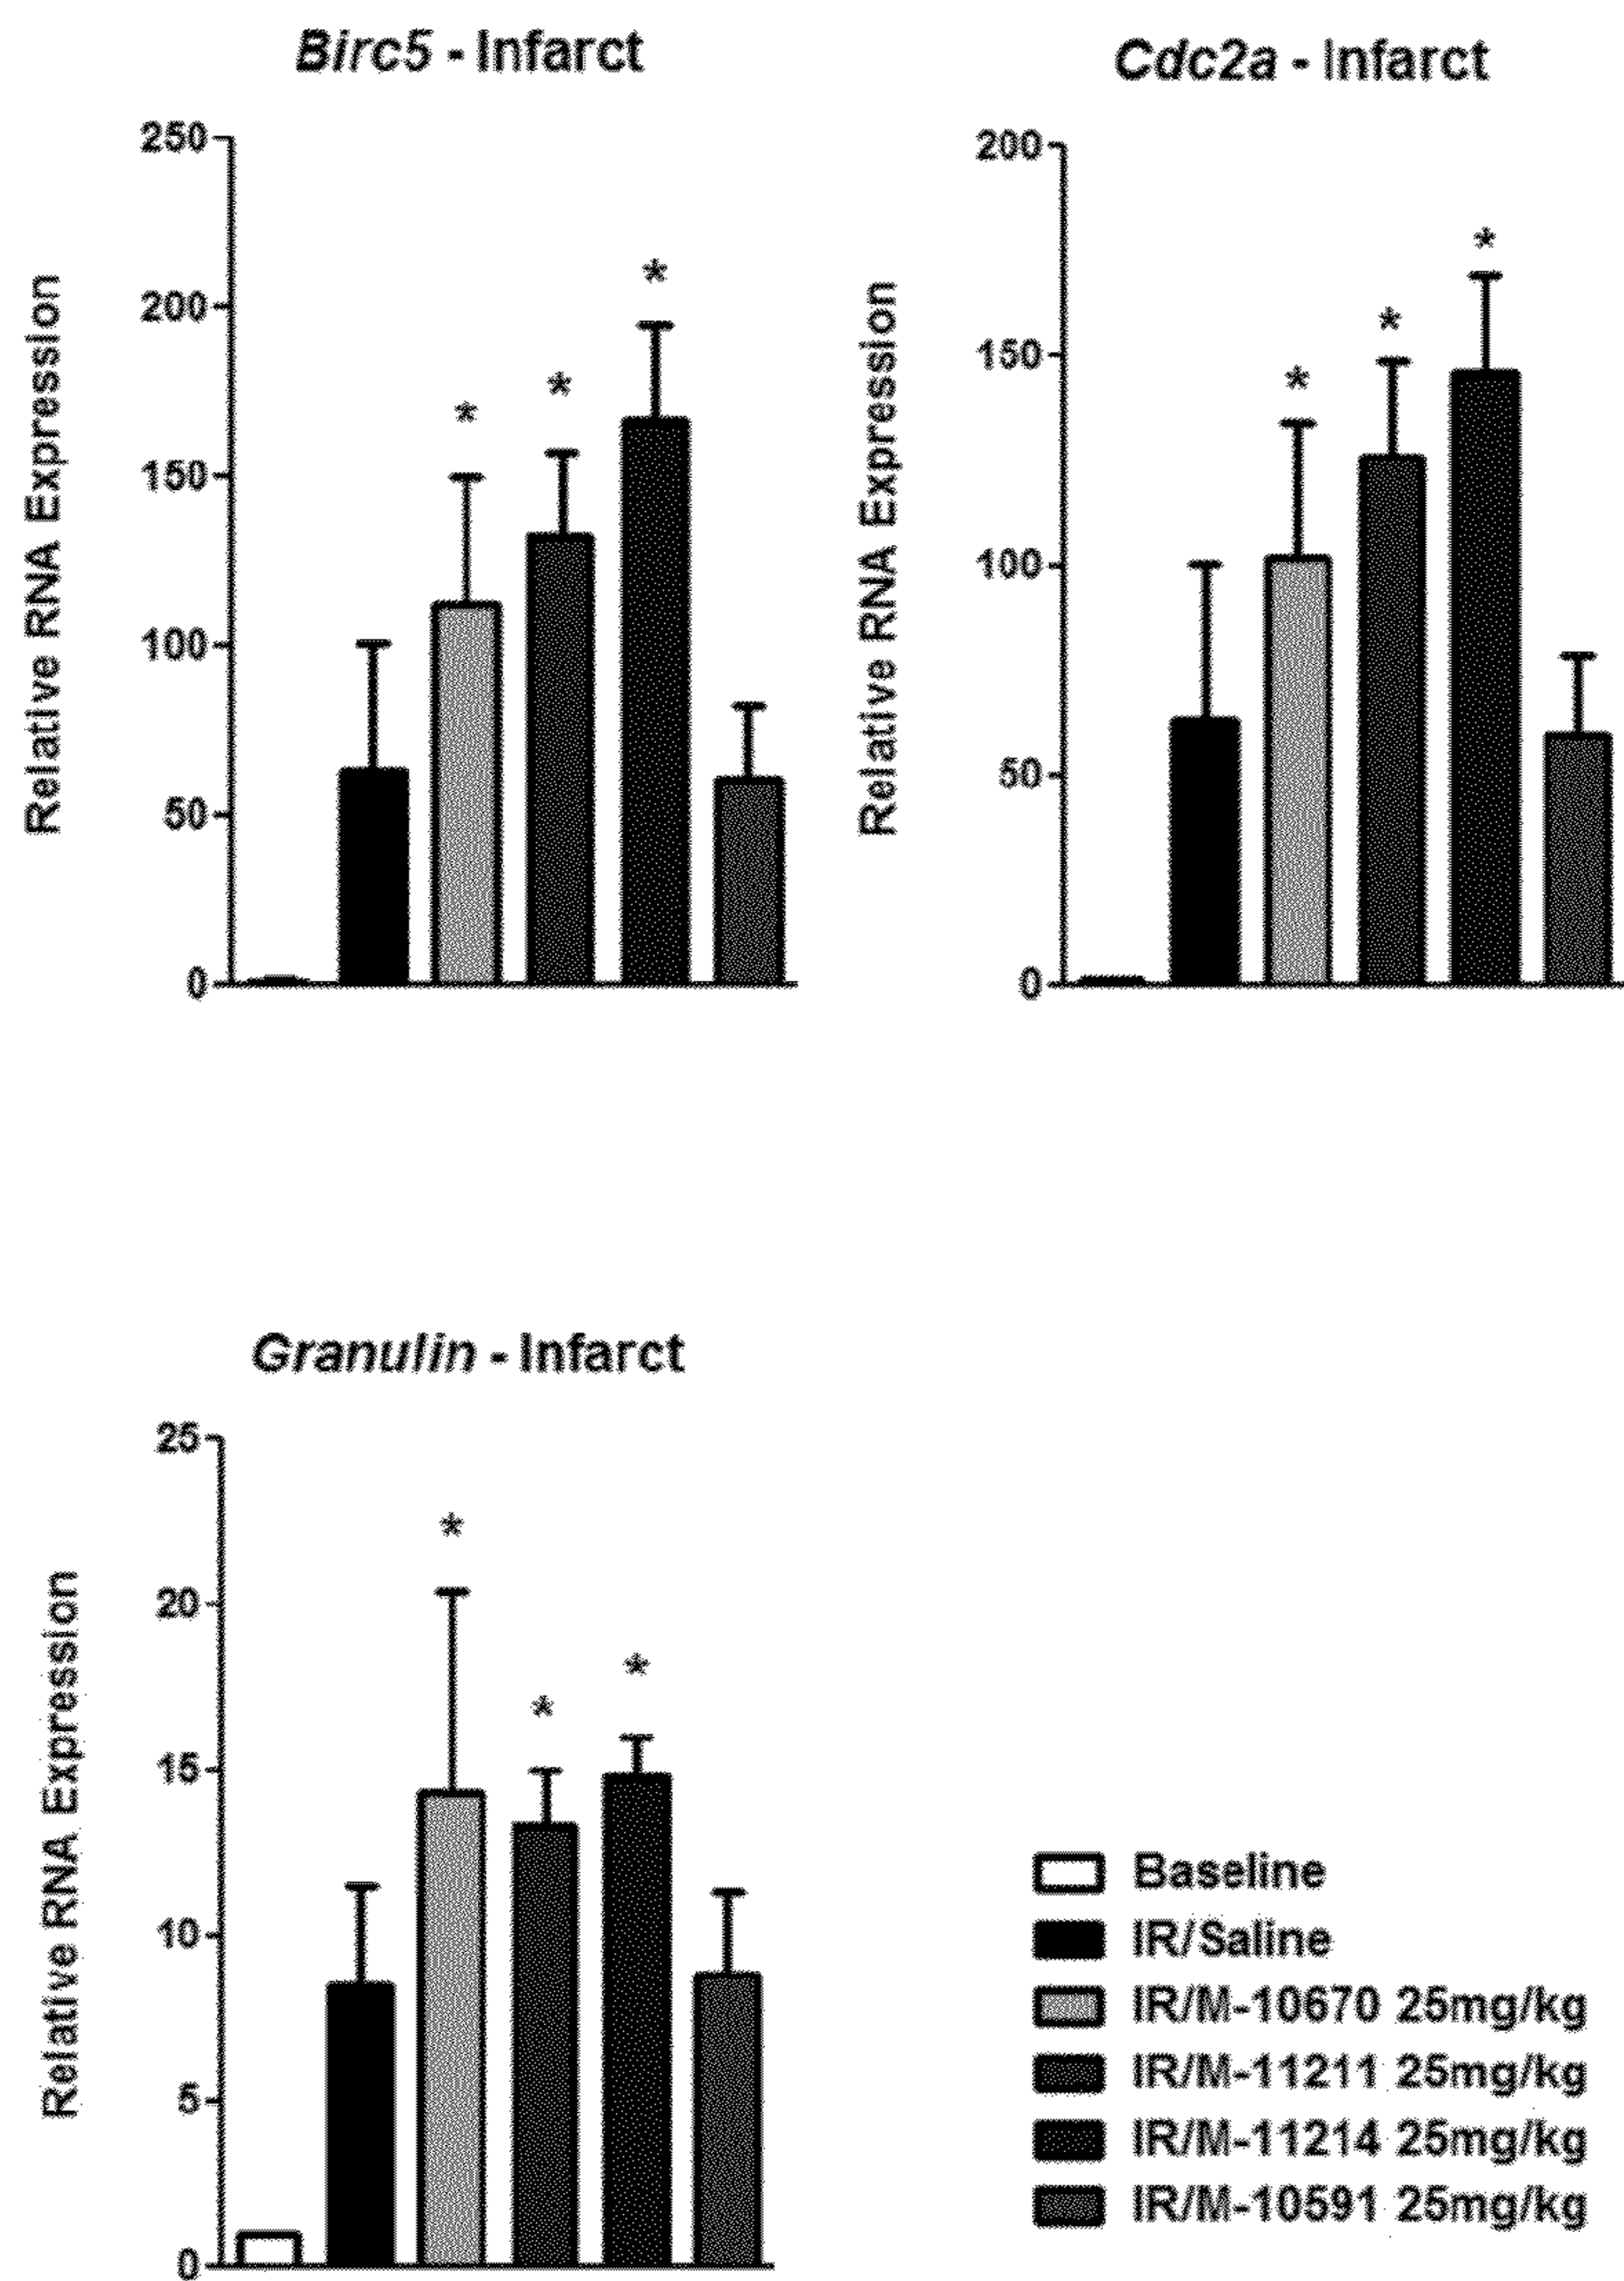 Birc5 - Infarct
Relative RNA Expression
250
200
150
100
50
0
*
*
*
Cdc2a - Infarct
Relative RNA Expression
200
150
100
50
0
*
*
*
Granulin - Infarct
Relative RNA Expression
25
20
15
10
5
0
*
*
*
Baseline
IR/Saline
IR/M-10670 25mg/kg
IR/M-11211 25mg/kg
IR/M-11214 25mg/kg
IR/M-10591 25mg/kg